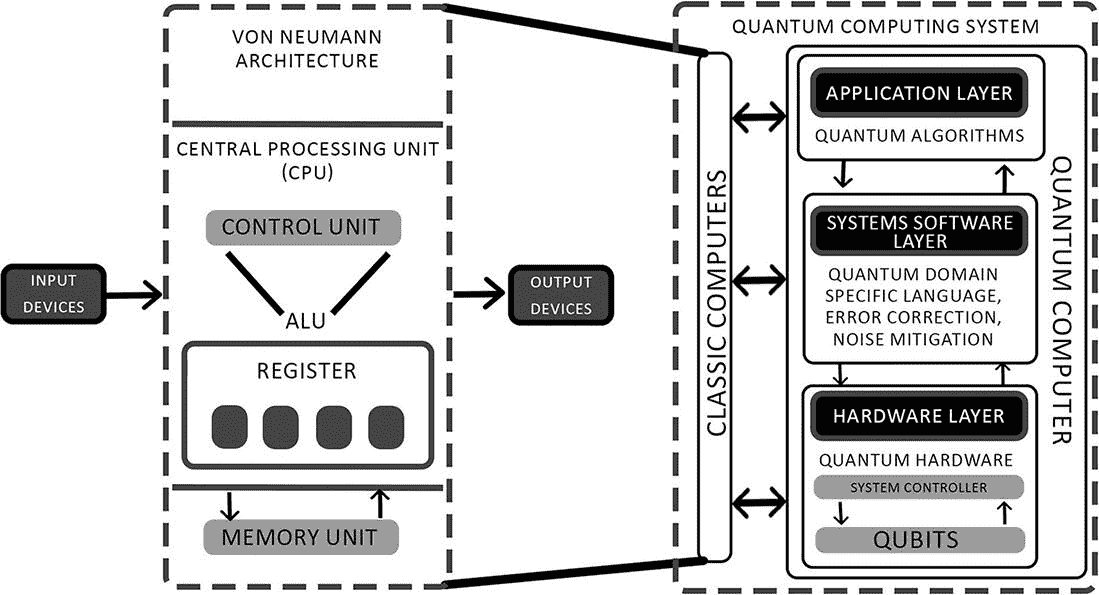 VON NEUMANN
ARCHITECTURE
CENTRAL PROCESSING UNIT
(CPU)
CONTROL UNIT
ALU
REGISTER
MEMORY UNIT
INPUT
DEVICES
OUTPUT
DEVICES
QUANTUM COMPUTING SYSTEM
CLASSIC COMPUTERS
APPLICATION LAYER
QUANTUM ALGORITHMS
SYSTEMS SOFTWARE
LAYER
QUANTUM DOMAIN
SPECIFIC LANGUAGE,
ERROR CORRECTION,
NOISE MITIGATION
HARDWARE LAYER
QUANTUM HARDWARE
SYSTEM CONTROLLER
QUBITS
QUANTUM COMPUTER